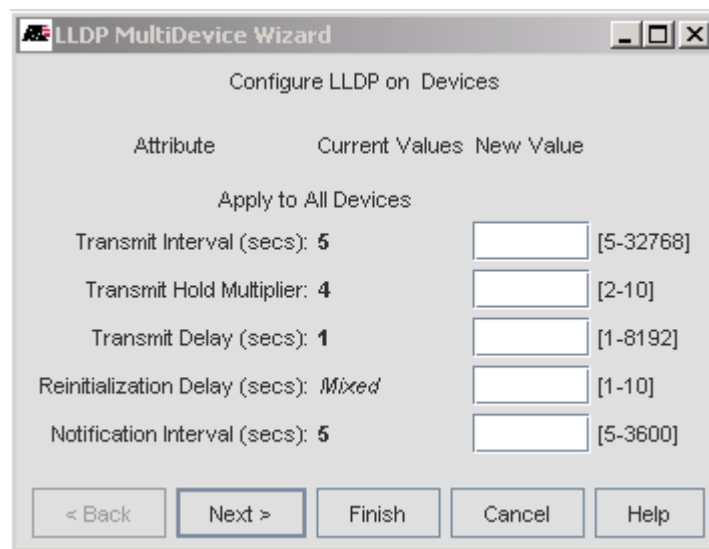 LLDP MultiDevice Wizard
Configure LLDP on Devices
Attribute Current Values New Value
Apply to All Devices
Transmit Interval (secs): 5 [5-32768]
Transmit Hold Multiplier: 4 [2-10]
Transmit Delay (secs): 1 [1-8192]
Reinitialization Delay (secs): Mixed [1-10]
Notification Interval (secs): 5 [5-3600]
< Back Next > Finish Cancel Help